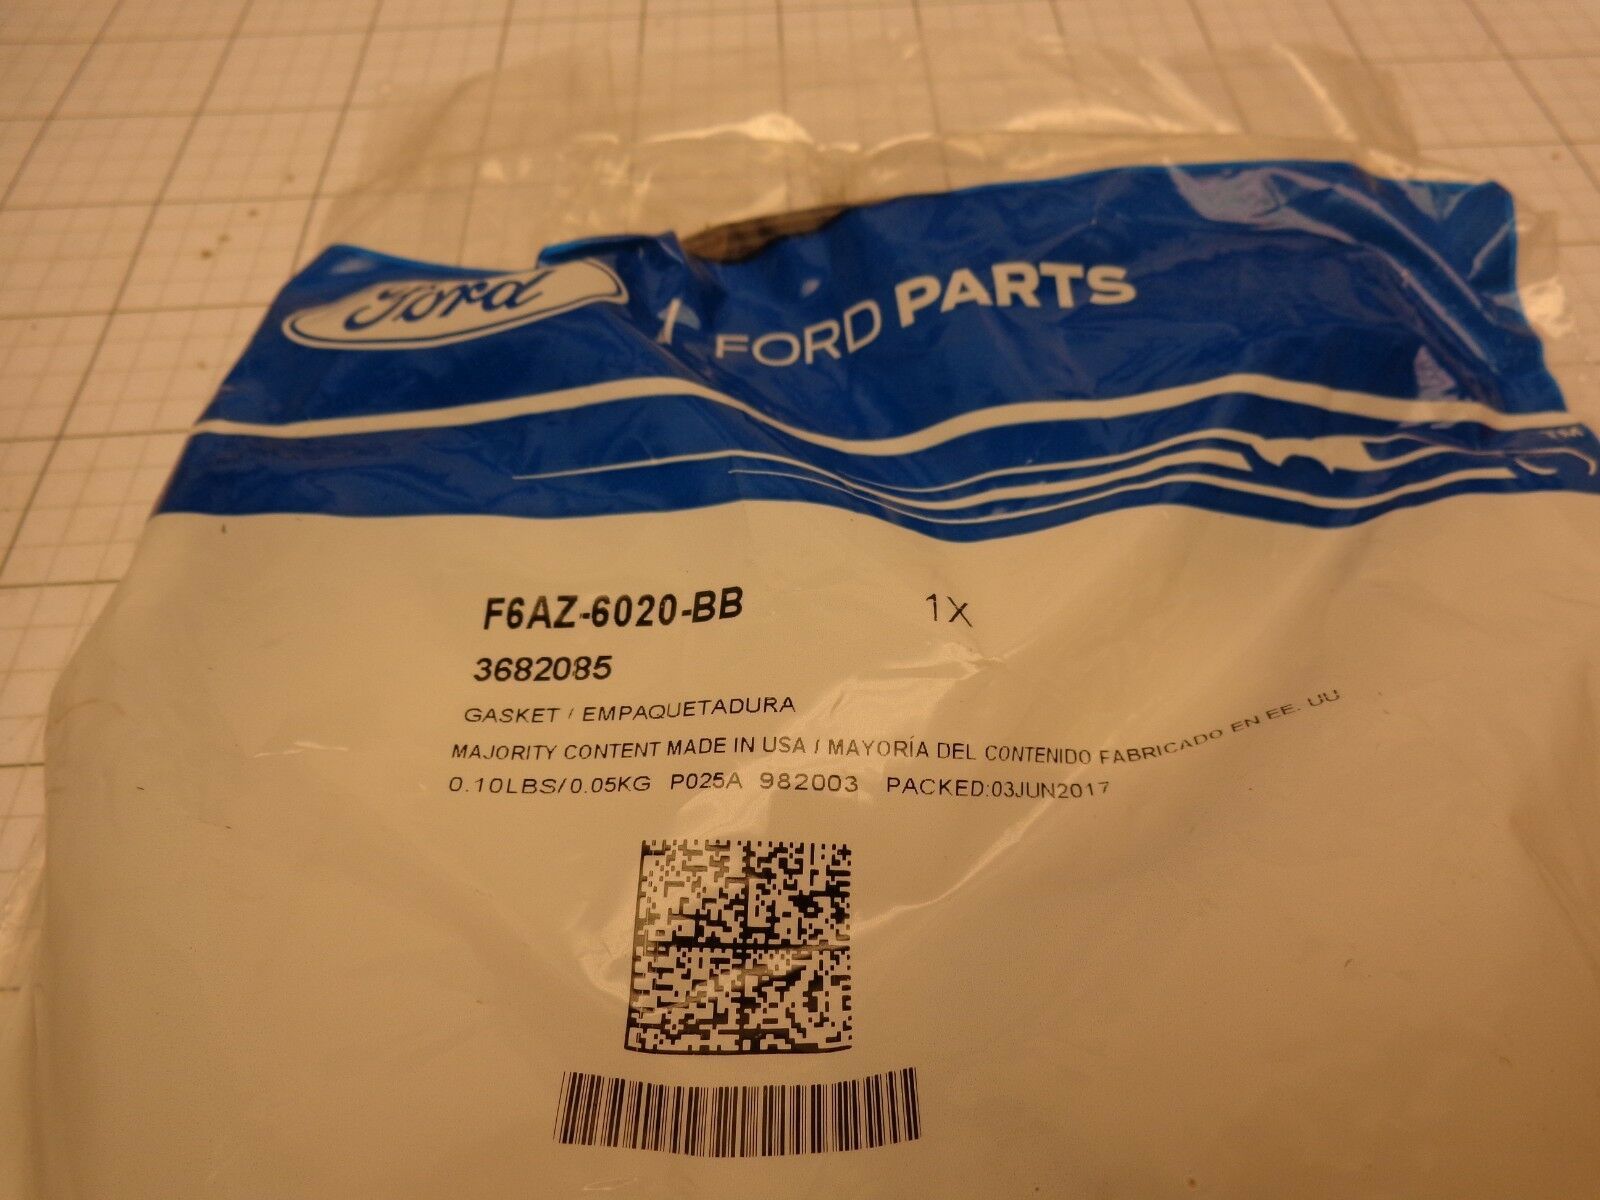 Ford | FORD PARTS
TM
F6AZ-6020-BB 1X
3682085
GASKET / EMPAQUETADURA
MAJORITY CONTENT MADE IN USA / MAYORÍA DEL CONTENIDO FABRICADO EN EE. UU
0.10LBS/0.05KG P025A 982003 PACKED:03JUN2017